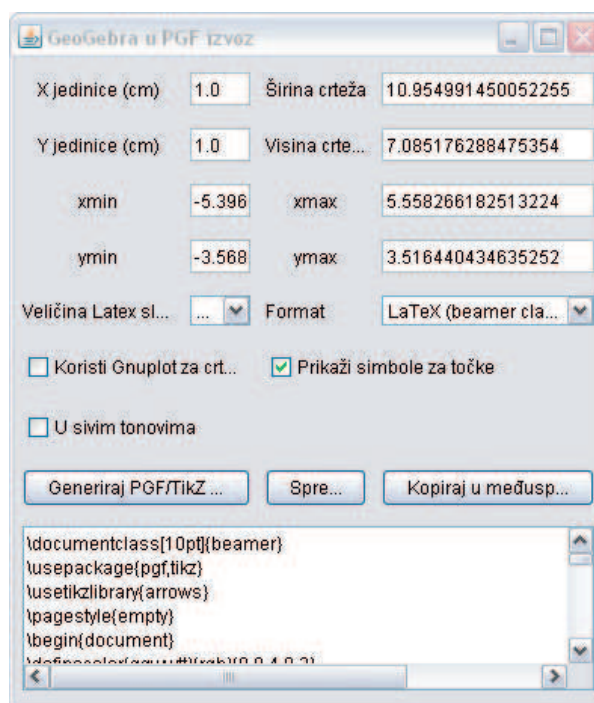 GeoGebra u PGF izvoz
X jedinice (cm) 1.0 Širina crteža 10.954991450052255
Y jedinice (cm) 1.0 Visina crte... 7.085176288475354
xmin -5.396 xmax 5.558266182513224
ymin -3.568 ymax 3.516440434635252
Veličina Latex sl... ... Format LaTeX (beamer cla...
Koristi Gnuplot za crt... Prikaži simbole za točke
U sivim tonovima
Generiraj PGF/TikZ ... Spre... Kopiraj u međusp...
\documentclass[10pt]{beamer}
\usepackage{pgf,tikz}
\usetikzlibrary{arrows}
\pagestyle{empty}
\begin{document}